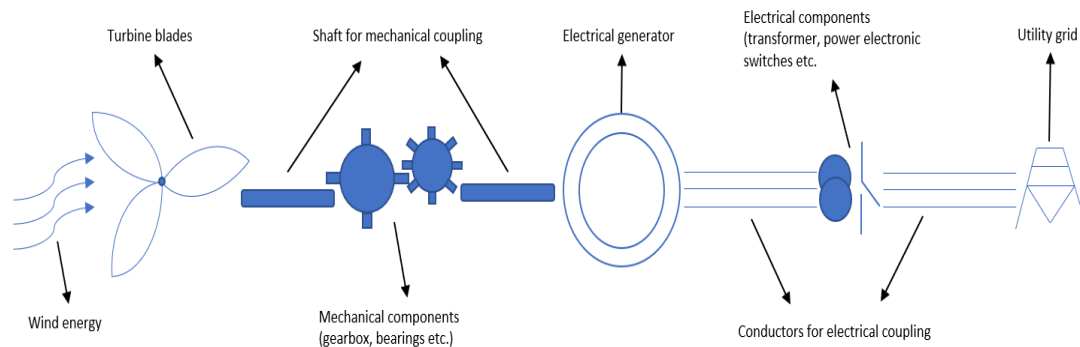 Turbine blades
Shaft for mechanical coupling
Electrical generator
Electrical components
(transformer, power electronic
switches etc.
Utility grid
Wind energy
Mechanical components
(gearbox, bearings etc.)
Conductors for electrical coupling